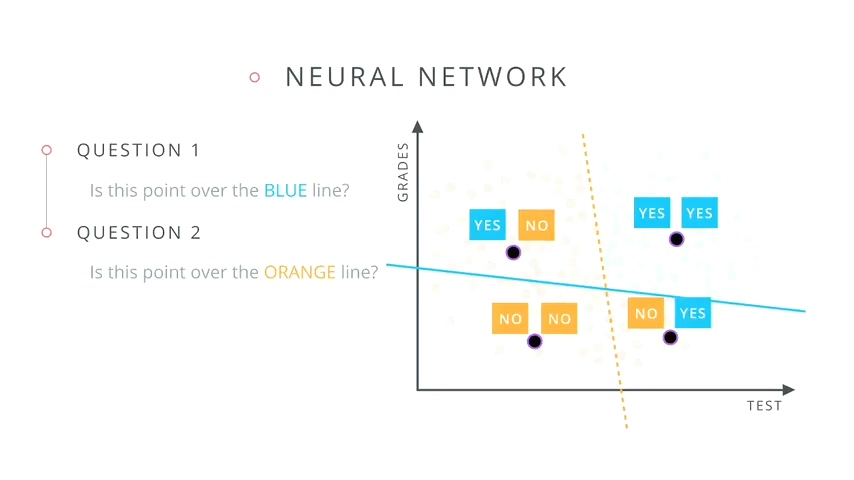 NEURAL NETWORK
QUESTION 1
Is this point over the BLUE line?
QUESTION 2
Is this point over the ORANGE line?
GRADES
YES NO
YES YES
NO NO
NO YES
TEST